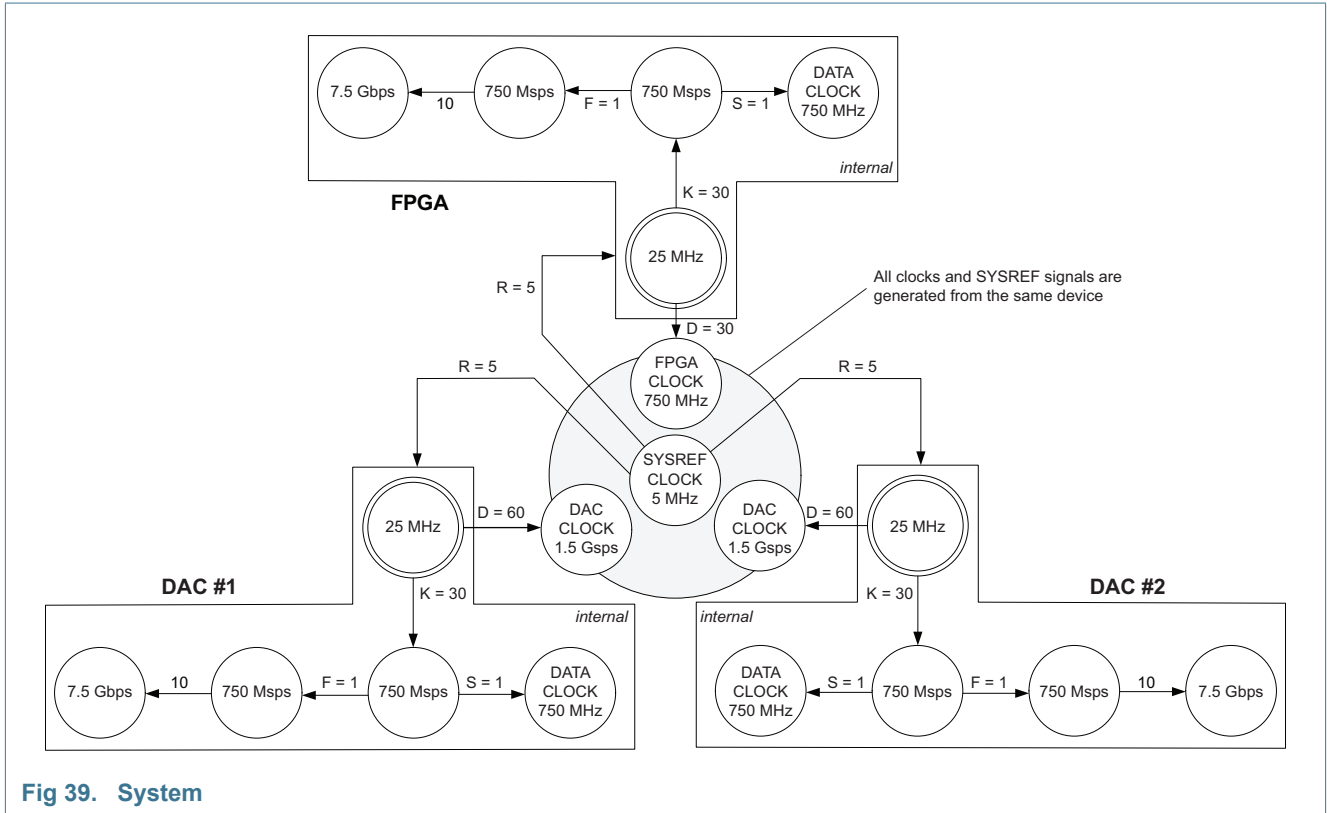 7.5 Gbps
10
750 Msps
F = 1
750 Msps
S = 1
DATA
CLOCK
750 MHz
internal
FPGA
K = 30
25 MHz
R = 5
All clocks and SYSREF signals are
generated from the same device
D = 30
FPGA
CLOCK
750 MHz
R = 5
R = 5
SYSREF
CLOCK
5 MHz
25 MHz
D = 60
DAC
CLOCK
1.5 Gsps
DAC
CLOCK
1.5 Gsps
D = 60
25 MHz
DAC #1
K = 30
internal
7.5 Gbps
10
750 Msps
F = 1
750 Msps
S = 1
DATA
CLOCK
750 MHz
DAC #2
K = 30
internal
DATA
CLOCK
750 MHz
S = 1
750 Msps
F = 1
750 Msps
10
7.5 Gbps
Fig 39. System